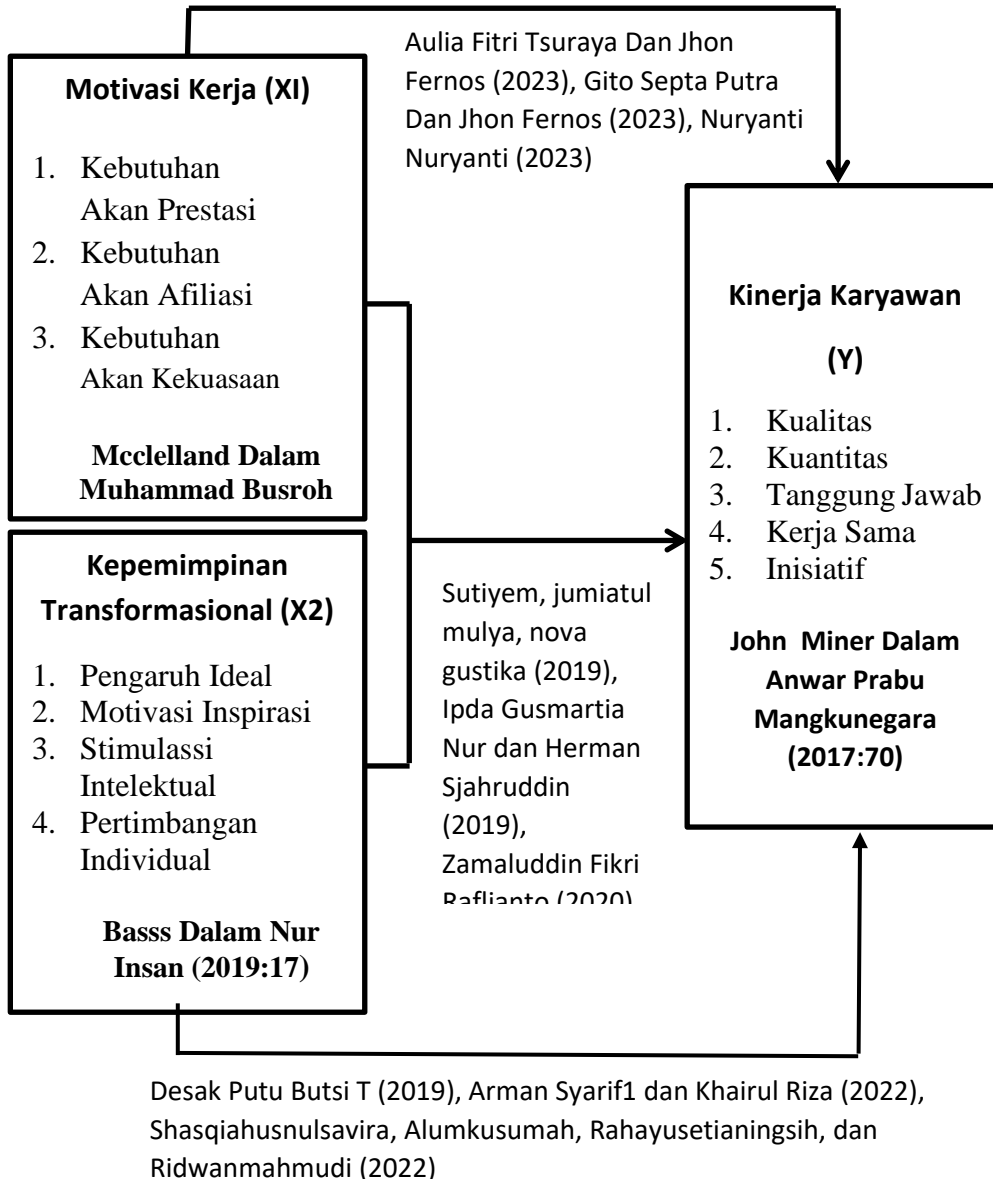 Aulia Fitri Tsuraya Dan Jhon
Fernos (2023), Gito Septa Putra
Dan Jhon Fernos (2023), Nuryanti
Nuryanti (2023)
Motivasi Kerja (XI)
1. Kebutuhan
Akan Prestasi
2. Kebutuhan
Akan Afiliasi
3. Kebutuhan
Akan Kekuasaan
Mcclelland Dalam
Muhammad Busroh
Kinerja Karyawan
(Y)
1. Kualitas
2. Kuantitas
3. Tanggung Jawab
4. Kerja Sama
5. Inisiatif
John Miner Dalam
Anwar Prabu
Mangkunegara
(2017:70)
Kepemimpinan
Transformasional (X2)
1. Pengaruh Ideal
2. Motivasi Inspirasi
3. Stimulassi
Intelektual
4. Pertimbangan
Individual
Basss Dalam Nur
Insan (2019:17)
Sutiyem, jumiatul
mulya, nova
gustika (2019),
Ipda Gusmartia
Nur dan Herman
Sjahruddin
(2019),
Zamaluddin Fikri
Raflianto (2020)
Desak Putu Butsi T (2019), Arman Syarif1 dan Khairul Riza (2022),
Shasqiahusnulsavira, Alumkusumah, Rahayusetianingsih, dan
Ridwanmahmudi (2022)